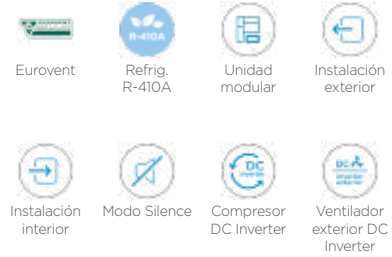 R-410A
Eurovent
Refrig.
R-410A
Unidad
modular
Instalación
exterior
DC
DC
Instalación
interior
Modo Silence
Compresor
DC Inverter
Ventilador
exterior DC
Inverter